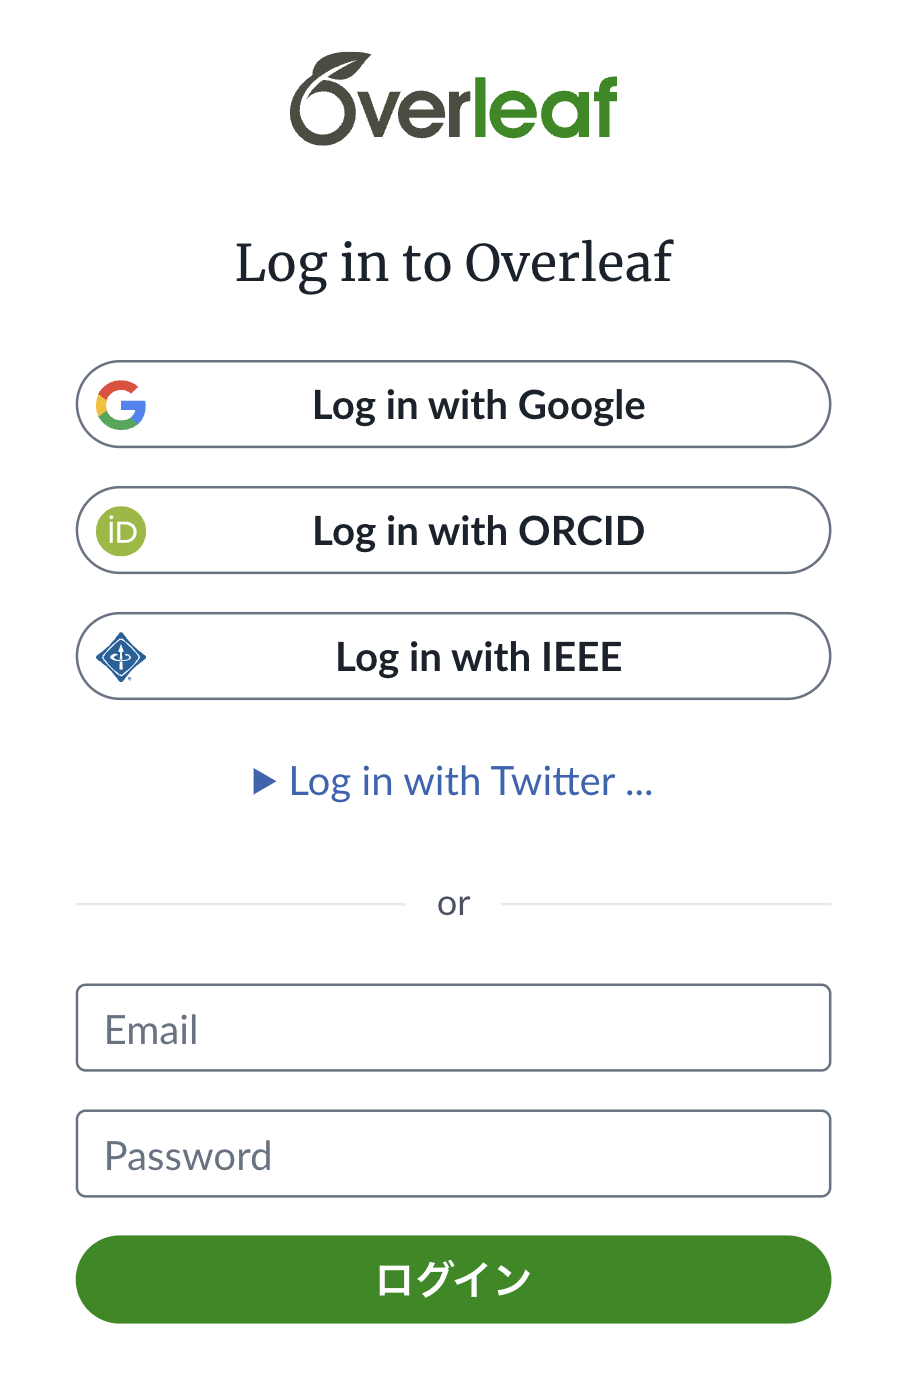 Overleaf
Log in to Overleaf
Log in with Google
iD
Log in with ORCID
Log in with IEEE
Log in with Twitter ...
or
Email
Password
ログイン